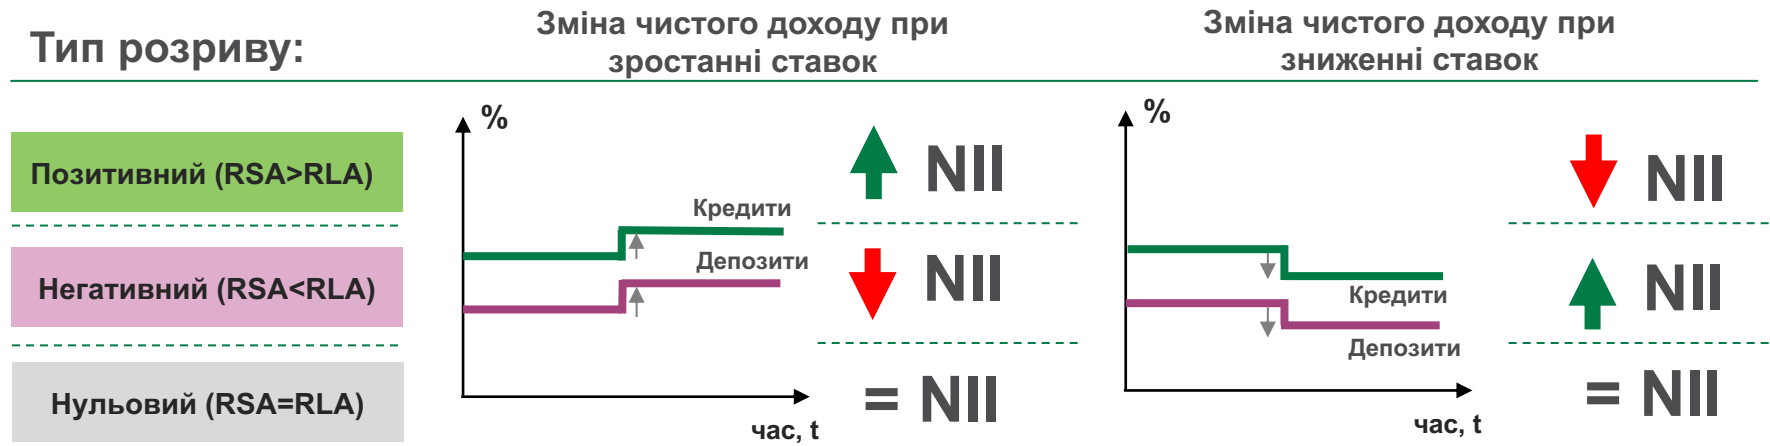 Тип розриву:
Зміна чистого доходу при
зростанні ставок
Зміна чистого доходу при
зниженні ставок
Позитивний (RSA>RLA)
Негативний (RSA<RLA)
Нульовий (RSA=RLA)
%
Кредити
Депозити
час, t
NII
NII
= NII
%
Кредити
Депозити
час, t
NII
NII
= NII